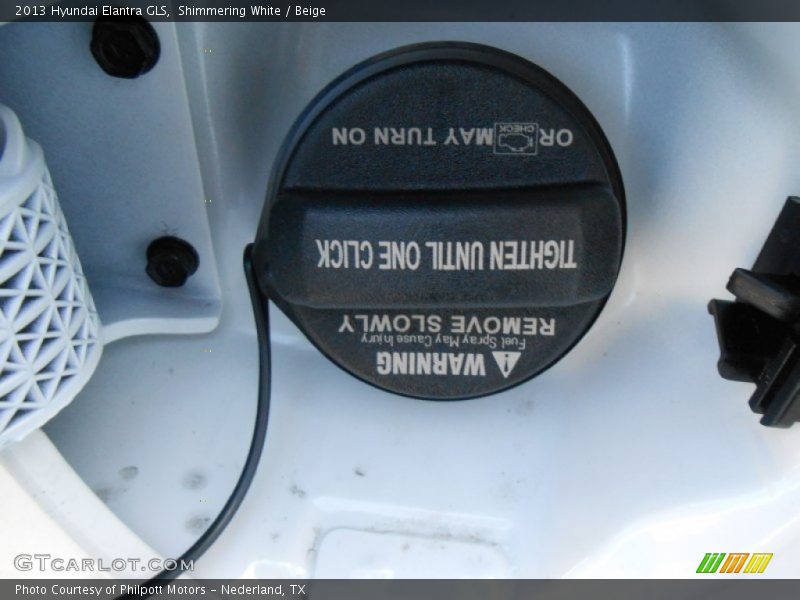 2013 Hyundai Elantra GLS, Shimmering White / Beige
WARNING
Fuel Spray May Cause Injury
REMOVE SLOWLY
TIGHTEN UNTIL ONE CLICK
OR CHECK MAY TURN ON
GTCARLOT.COM
Photo Courtesy of Philpott Motors - Nederland, TX